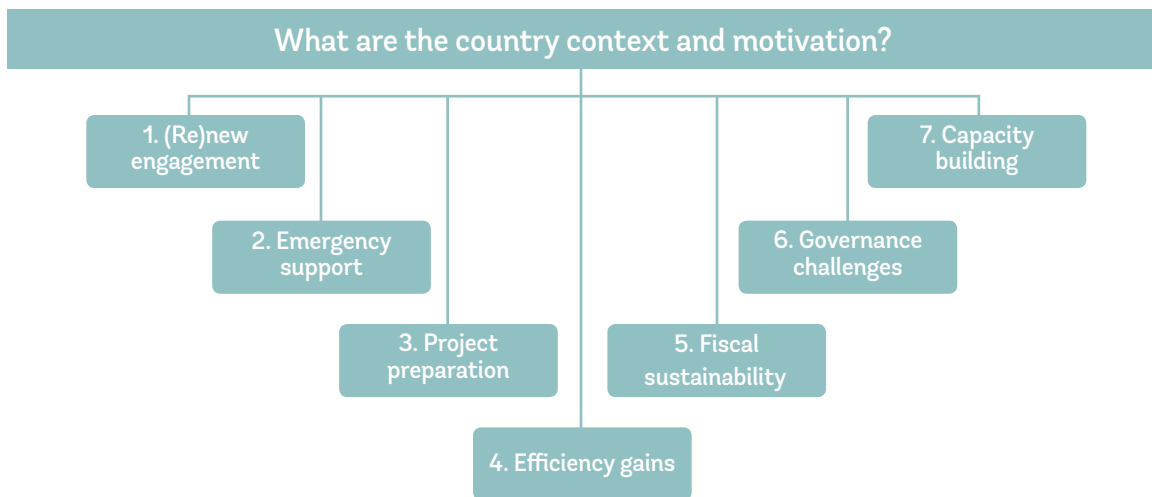 What are the country context and motivation?
1. (Re)new
engagement
2. Emergency
support
3. Project
preparation
4. Efficiency gains
5. Fiscal
sustainability
6. Governance
challenges
7. Capacity
building